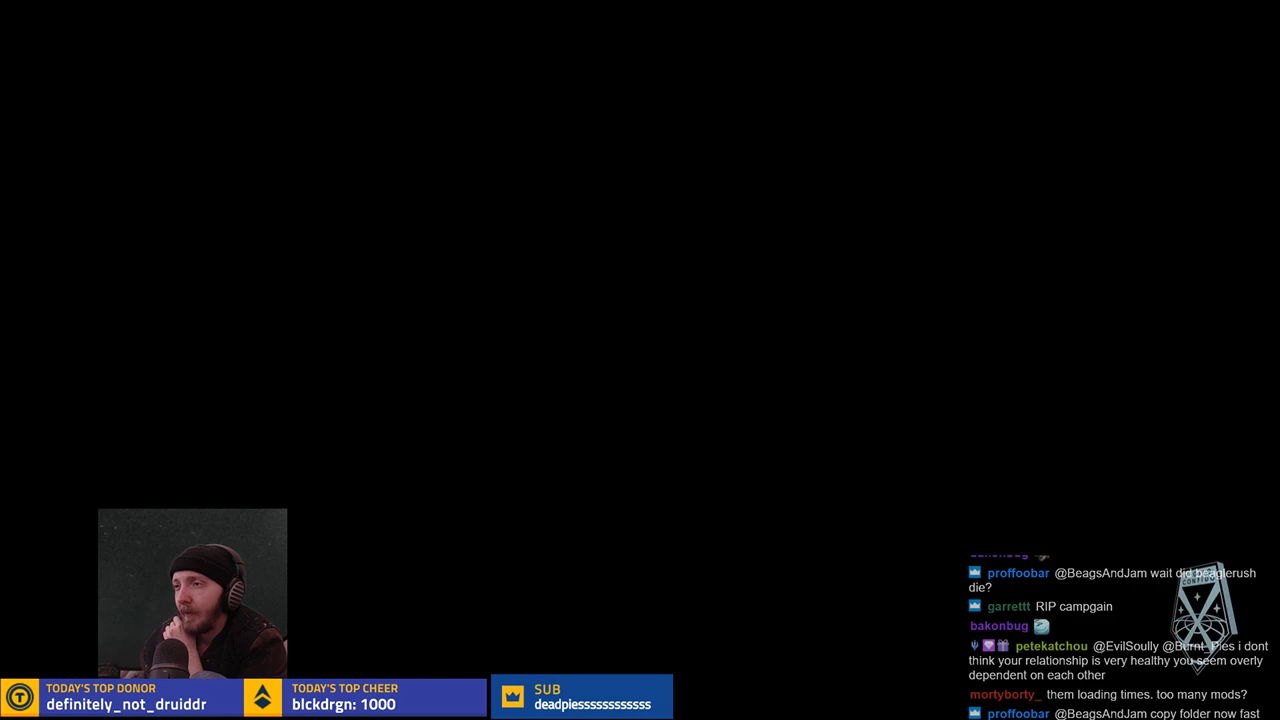 proffoobar @BeagsAndJam wait did beaglerush
die?
garrettt RIP campgain
bakonbug
petekatchou @EvilSoully @Burnt_Pies i dont
think your relationship is very healthy you seem overly
dependent on each other
mortyborty_ them loading times. too many mods?
proffoobar @BeagsAndJam copy folder now fast
TODAY'S TOP DONOR
definitely_not_druiddr
TODAY'S TOP CHEER
blckdrgn: 1000
SUB
deadpiessssssssssss